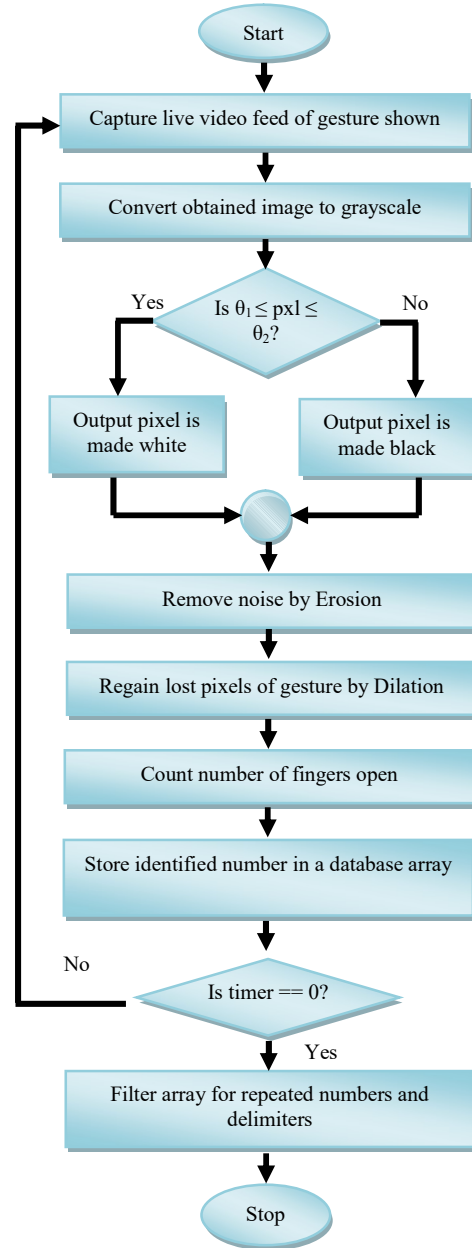 Start
Capture live video feed of gesture shown
Convert obtained image to grayscale
Yes
No
Is θ₁ ≤ pxl ≤
θ₂?
Output pixel is
made white
Output pixel is
made black
Remove noise by Erosion
Regain lost pixels of gesture by Dilation
Count number of fingers open
Store identified number in a database array
No
Is timer == 0?
Yes
Filter array for repeated numbers and
delimiters
Stop